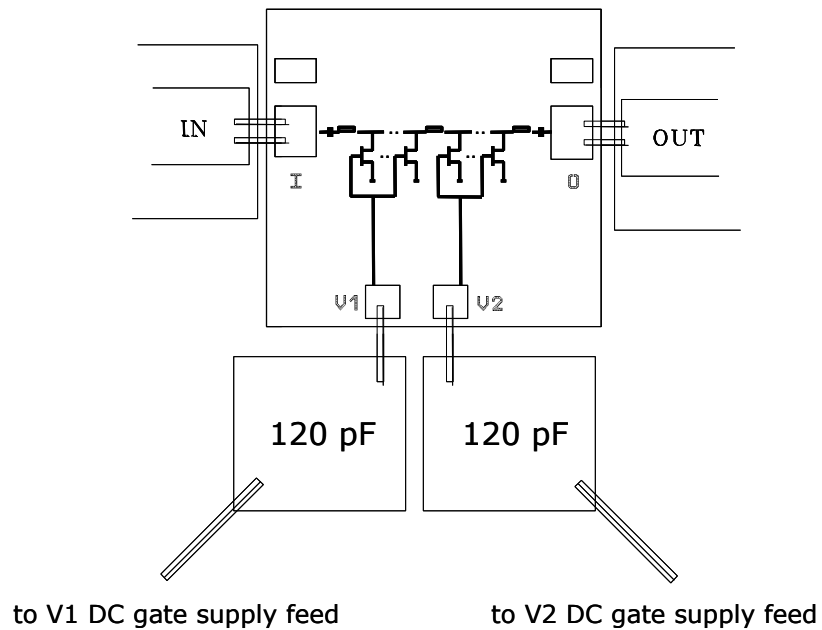 IN
OUT
I
O
V1
V2
120 pF
120 pF
to V1 DC gate supply feed
to V2 DC gate supply feed